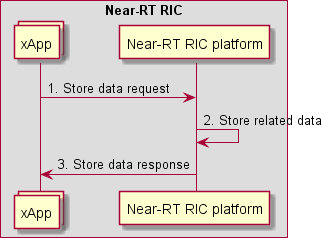 Near-RT RIC
xApp
Near-RT RIC platform
1. Store data request
2. Store related data
3. Store data response
xApp
Near-RT RIC platform